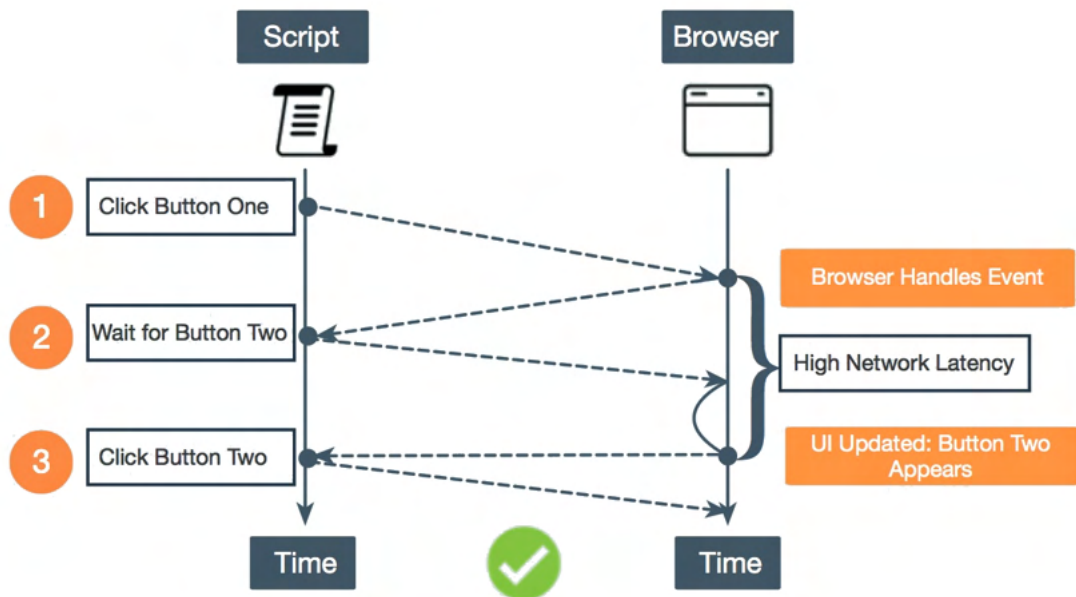 Script
Browser
1
Click Button One
Browser Handles Event
2
Wait for Button Two
High Network Latency
3
Click Button Two
UI Updated: Button Two
Appears
Time
Time